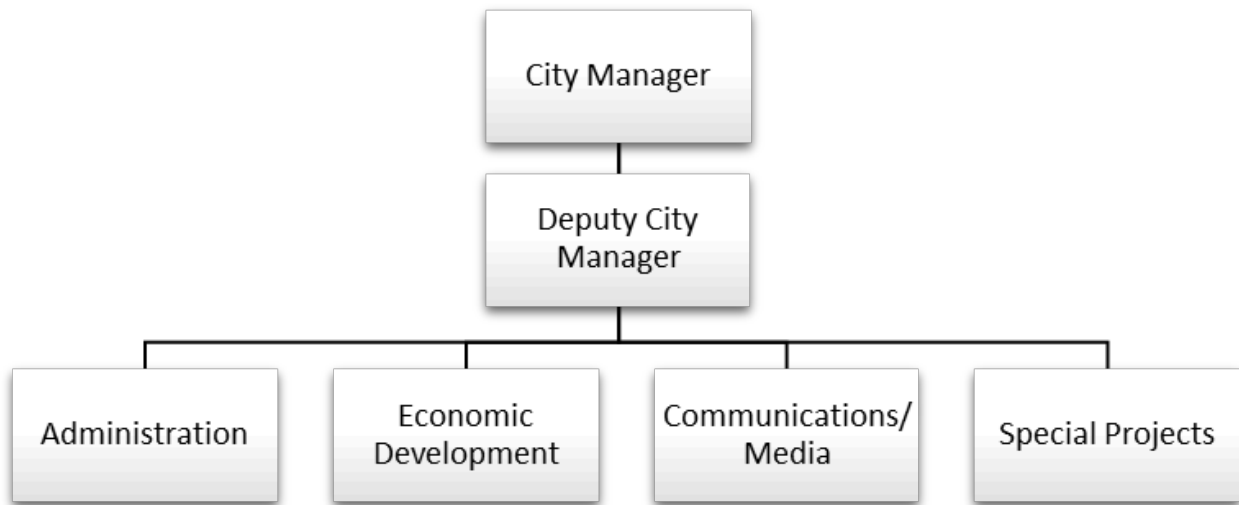 City Manager
Deputy City
Manager
Administration
Economic
Development
Communications/
Media
Special Projects